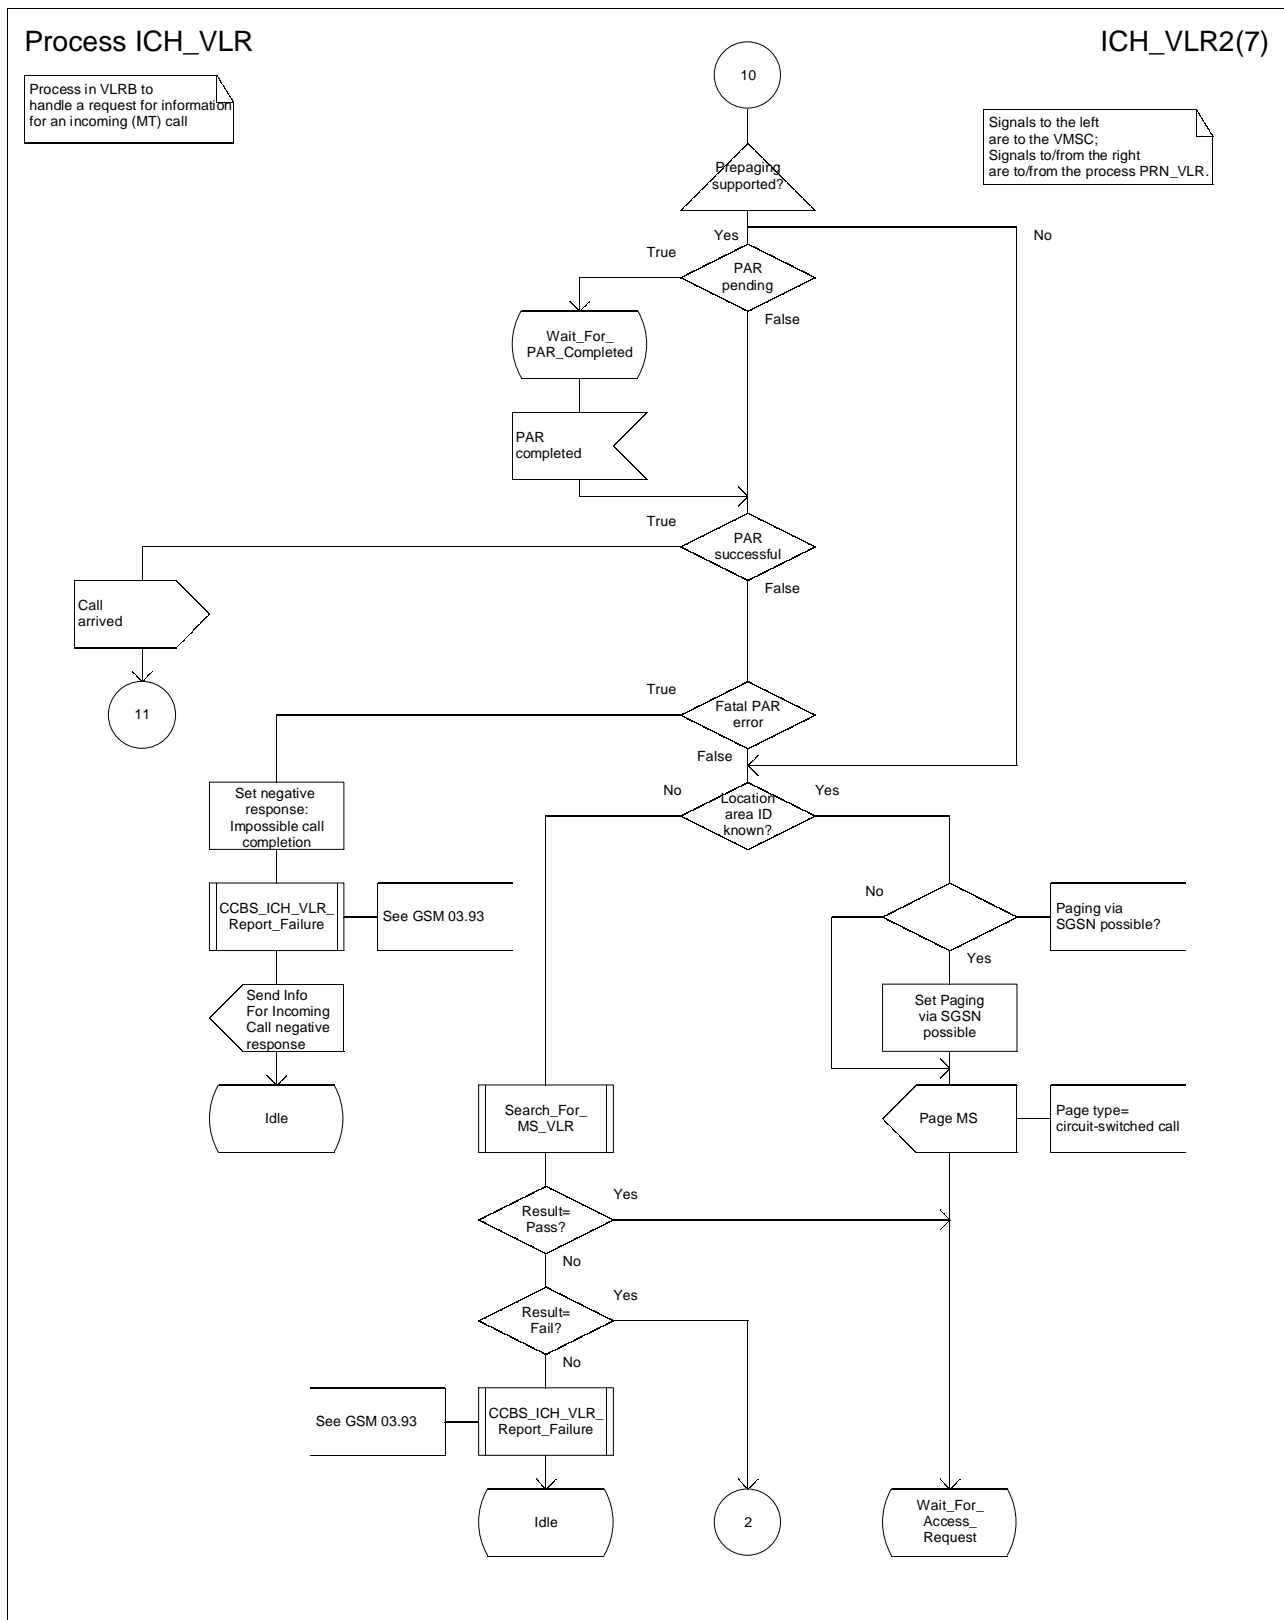 Process ICH_VLR
ICH_VLR2(7)
Process in VLRB to
handle a request for information
for an incoming (MT) call
10
Signals to the left
are to the VMSC;
Signals to/from the right
are to/from the process PRN_VLR.
Prepaging
supported?
Yes
No
True
PAR
pending
False
Wait_For_
PAR_Completed
PAR
completed
True
PAR
successful
False
Call
arrived
11
True
Fatal PAR
error
False
Set negative
response:
Impossible call
completion
No
Location
area ID
known?
Yes
CCBS_ICH_VLR_
Report_Failure
See GSM 03.93
No
Paging via
SGSN possible?
Yes
Send Info
For Incoming
Call negative
response
Set Paging
via SGSN
possible
Idle
Search_For_
MS_VLR
Page MS
Page type=
circuit-switched call
Result=
Pass?
Yes
No
Result=
Fail?
Yes
No
See GSM 03.93
CCBS_ICH_VLR_
Report_Failure
Idle
2
Wait_For_
Access_
Request